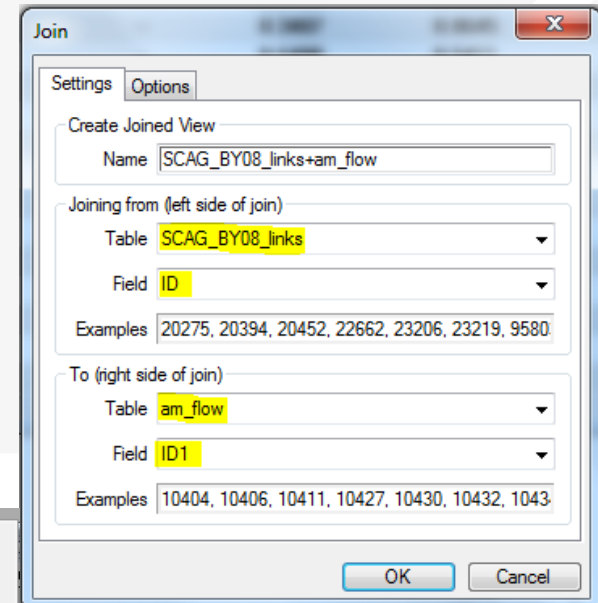 Join
Settings Options
Create Joined View
Name SCAG_BY08_links+am_flow
Joining from (left side of join)
Table SCAG_BY08_links
Field ID
Examples 20275, 20394, 20452, 22662, 23206, 23219, 9580
To (right side of join)
Table am_flow
Field ID1
Examples 10404, 10406, 10411, 10427, 10430, 10432, 1043
OK Cancel